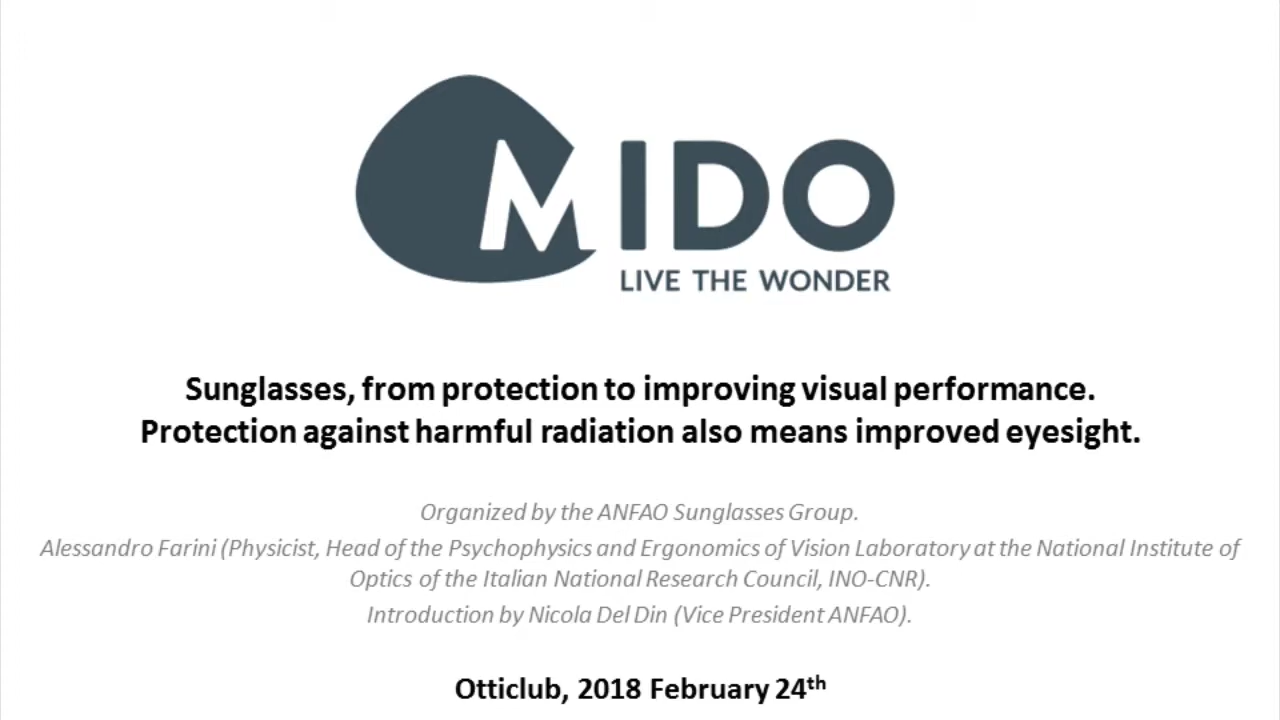 MIDO
LIVE THE WONDER
Sunglasses, from protection to improving visual performance.
Protection against harmful radiation also means improved eyesight.
Organized by the ANFAO Sunglasses Group.
Alessandro Farini (Physicist, Head of the Psychophysics and Ergonomics of Vision Laboratory at the National Institute of
Optics of the Italian National Research Council, INO-CNR).
Introduction by Nicola Del Din (Vice President ANFAO).
Otticlub, 2018 February 24th